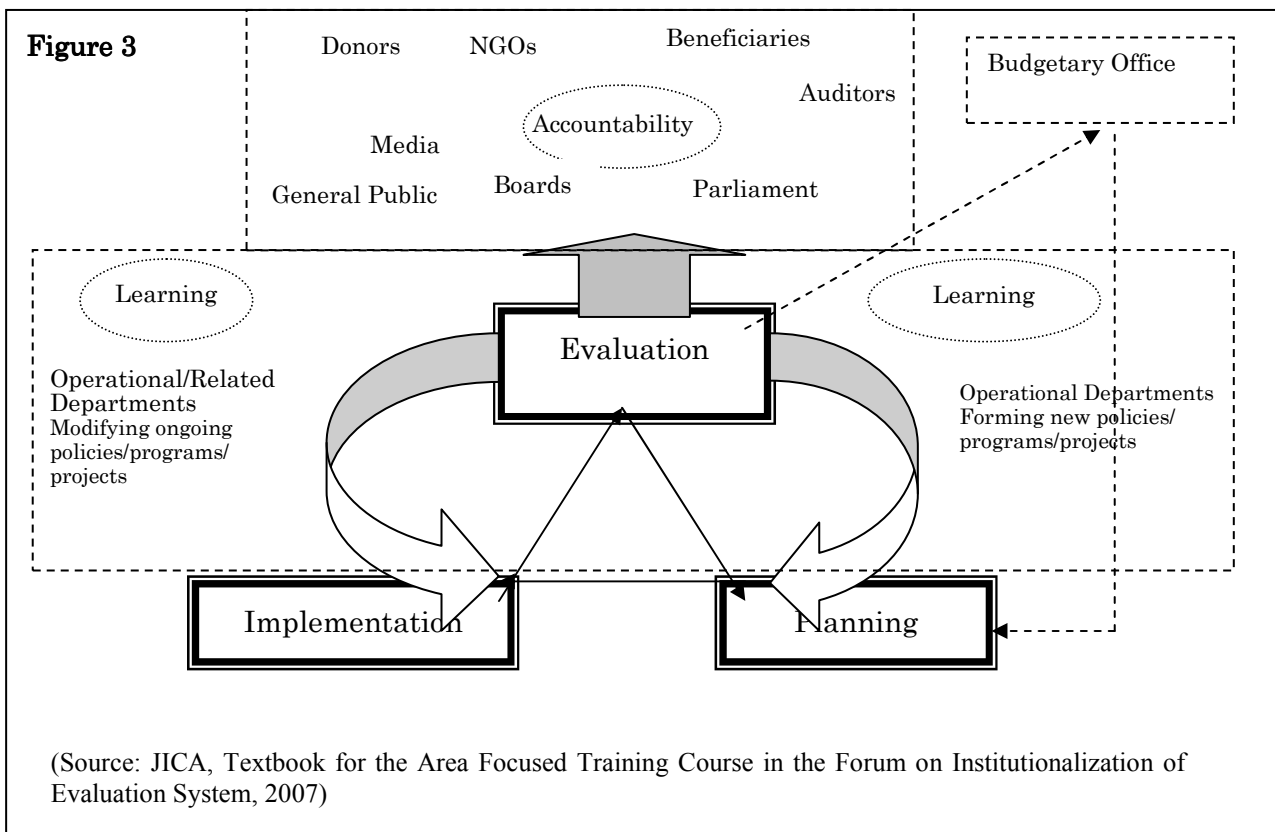 Figure 3
Donors
NGOs
Beneficiaries
Budgetary Office
Auditors
Accountability
Media
General Public
Boards
Parliament
Learning
Learning
Evaluation
Operational/Related
Departments
Modifying ongoing
policies/programs/
projects
Operational Departments
Forming new policies/
programs/projects
Implementation
Planning
(Source: JICA, Textbook for the Area Focused Training Course in the Forum on Institutionalization of
Evaluation System, 2007)